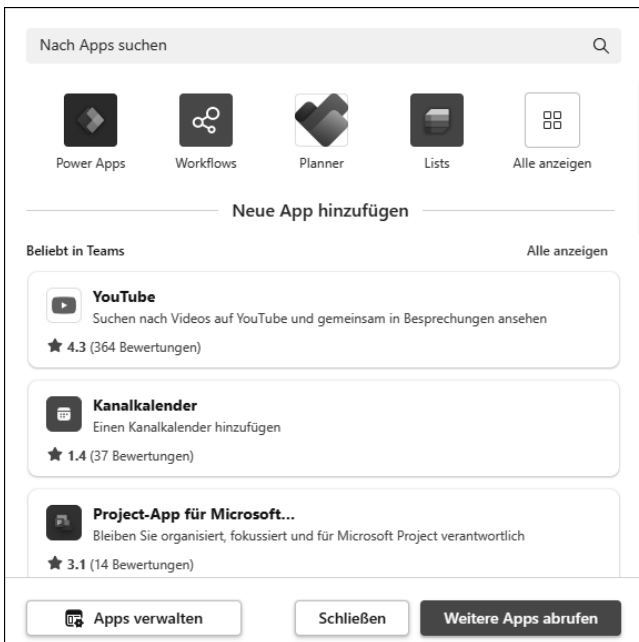 Nach Apps suchen
Power Apps
Workflows
Planner
Lists
Alle anzeigen
Neue App hinzufügen
Beliebt in Teams
Alle anzeigen
YouTube
Suchen nach Videos auf YouTube und gemeinsam in Besprechungen ansehen
4.3 (364 Bewertungen)
Kanalkalender
Einen Kanalkalender hinzufügen
1.4 (37 Bewertungen)
Project-App für Microsoft...
Bleiben Sie organisiert, fokussiert und für Microsoft Project verantwortlich
3.1 (14 Bewertungen)
Apps verwalten
Schließen
Weitere Apps abrufen